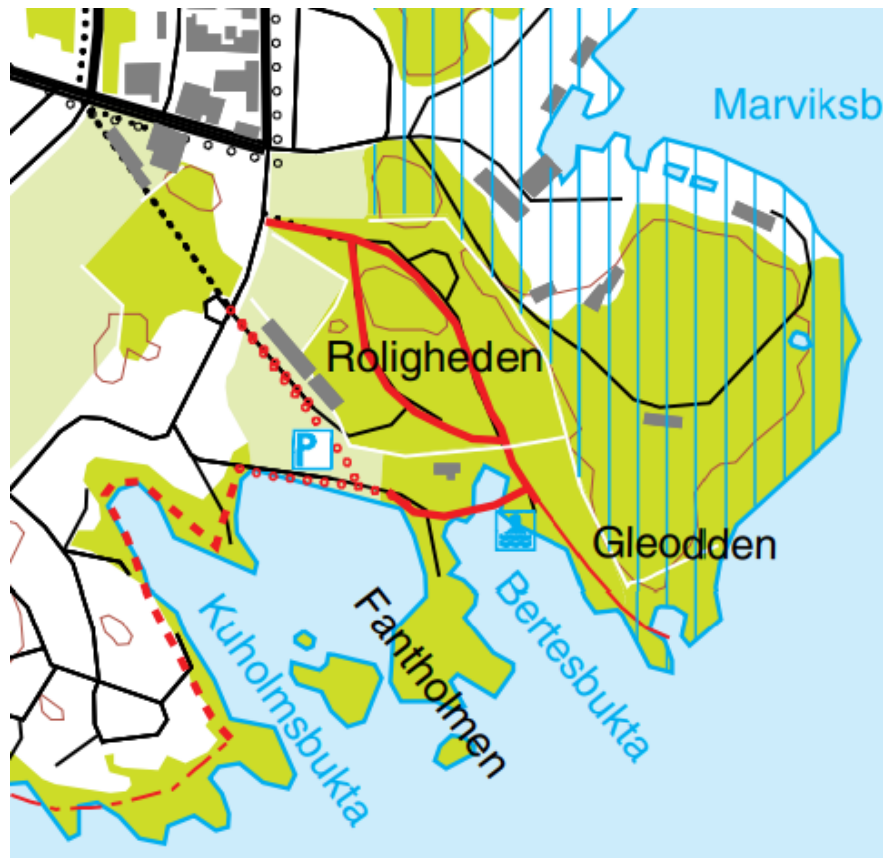 Marviksb
Roligheden
P
Gleodden
Bertesbukta
Fantholmen
Kuholmsbukta